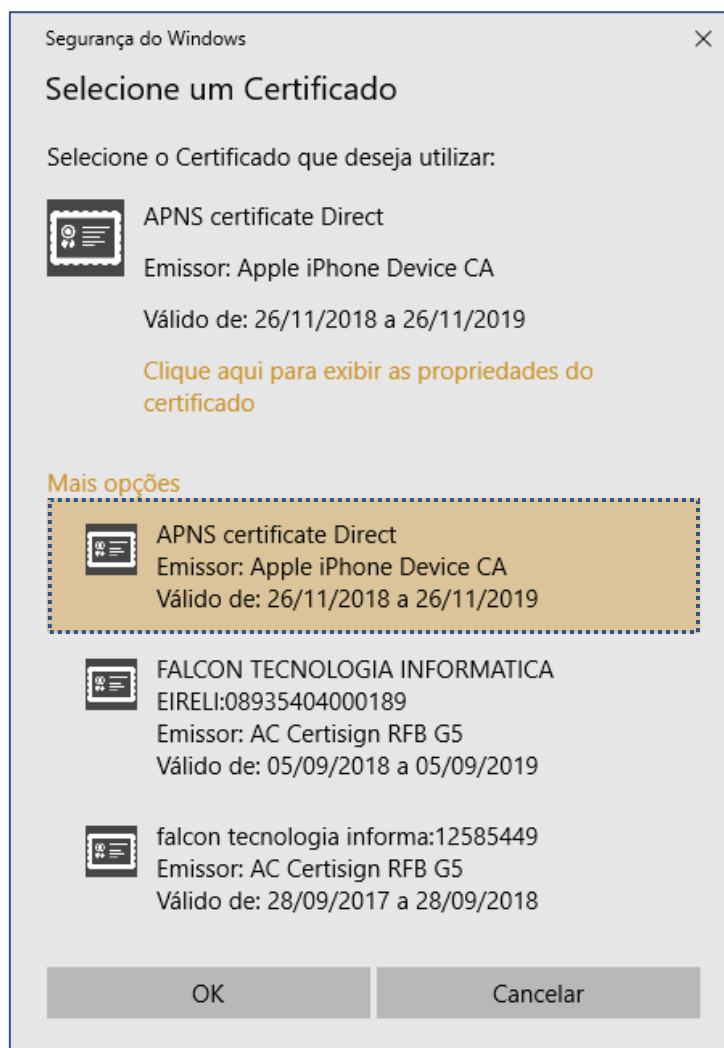 Segurança do Windows
Selecione um Certificado
Selecione o Certificado que deseja utilizar:
APNS certificate Direct
Emissor: Apple iPhone Device CA
Válido de: 26/11/2018 a 26/11/2019
Clique aqui para exibir as propriedades do
certificado
Mais opções
APNS certificate Direct
Emissor: Apple iPhone Device CA
Válido de: 26/11/2018 a 26/11/2019
FALCON TECNOLOGIA INFORMATICA
EIRELI:08935404000189
Emissor: AC Certisign RFB G5
Válido de: 05/09/2018 a 05/09/2019
falcon tecnologia informa:12585449
Emissor: AC Certisign RFB G5
Válido de: 28/09/2017 a 28/09/2018
OK
Cancelar